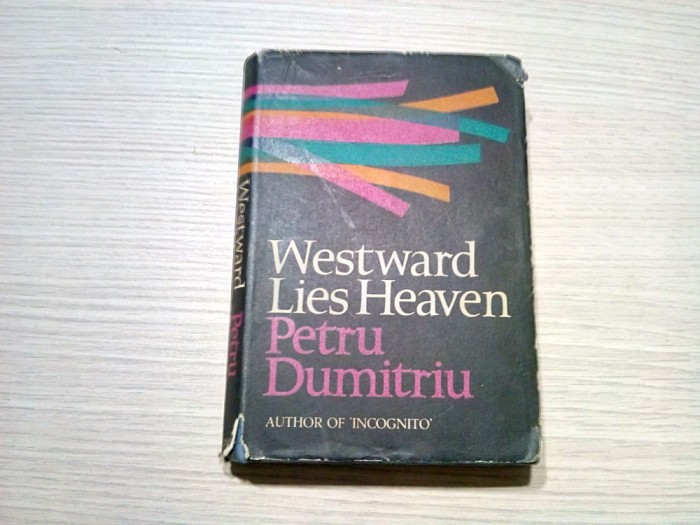 Westward
Lies Heaven
Petru
Dumitriu
AUTHOR OF 'INCOGNITO'
Westward
Petru